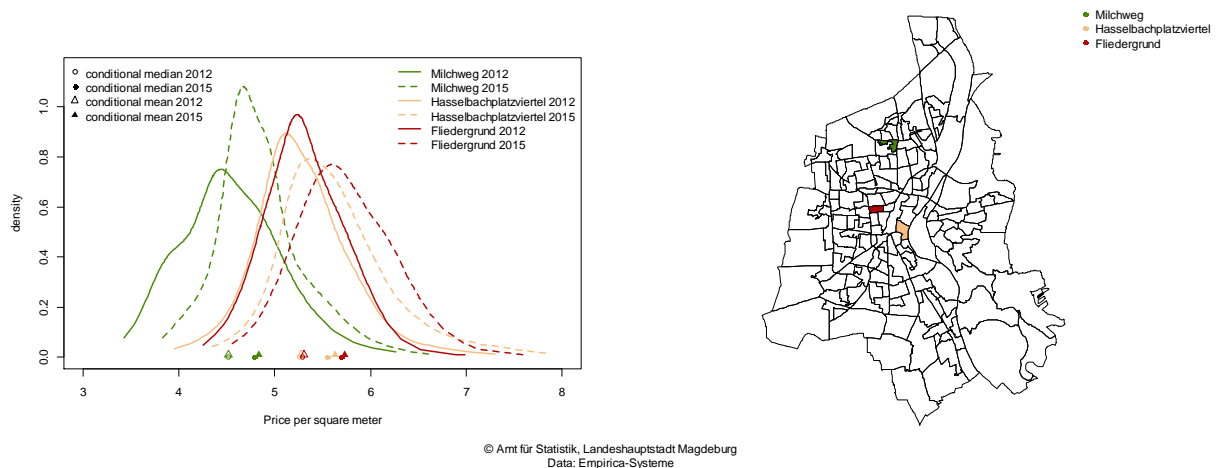 conditional median 2012
conditional median 2015
conditional mean 2012
conditional mean 2015
Milchweg 2012
Milchweg 2015
Hasselbachplatzviertel 2012
Hasselbachplatzviertel 2015
Fliedergrund 2012
Fliedergrund 2015
density
1.0
0.8
0.6
0.4
0.2
0.0
3 4 5 6 7 8
Price per square meter
Milchweg
Hasselbachplatzviertel
Fliedergrund
© Amt für Statistik, Landeshauptstadt Magdeburg
Data: Empirica-Systeme